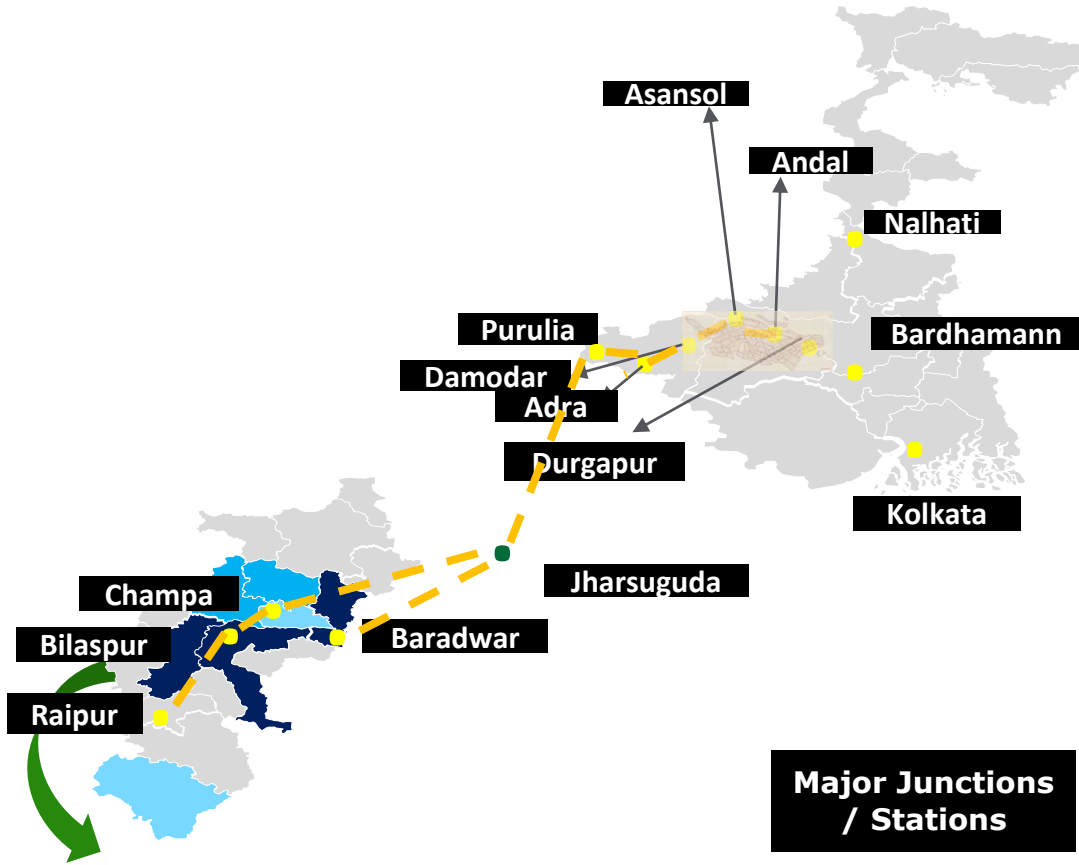 Asansol
Andal
Nalhati
Purulia
Bardhamann
Damodar
Adra
Durgapur
Kolkata
Jharsuguda
Champa
Baradwar
Bilaspur
Raipur
Major Junctions
/ Stations